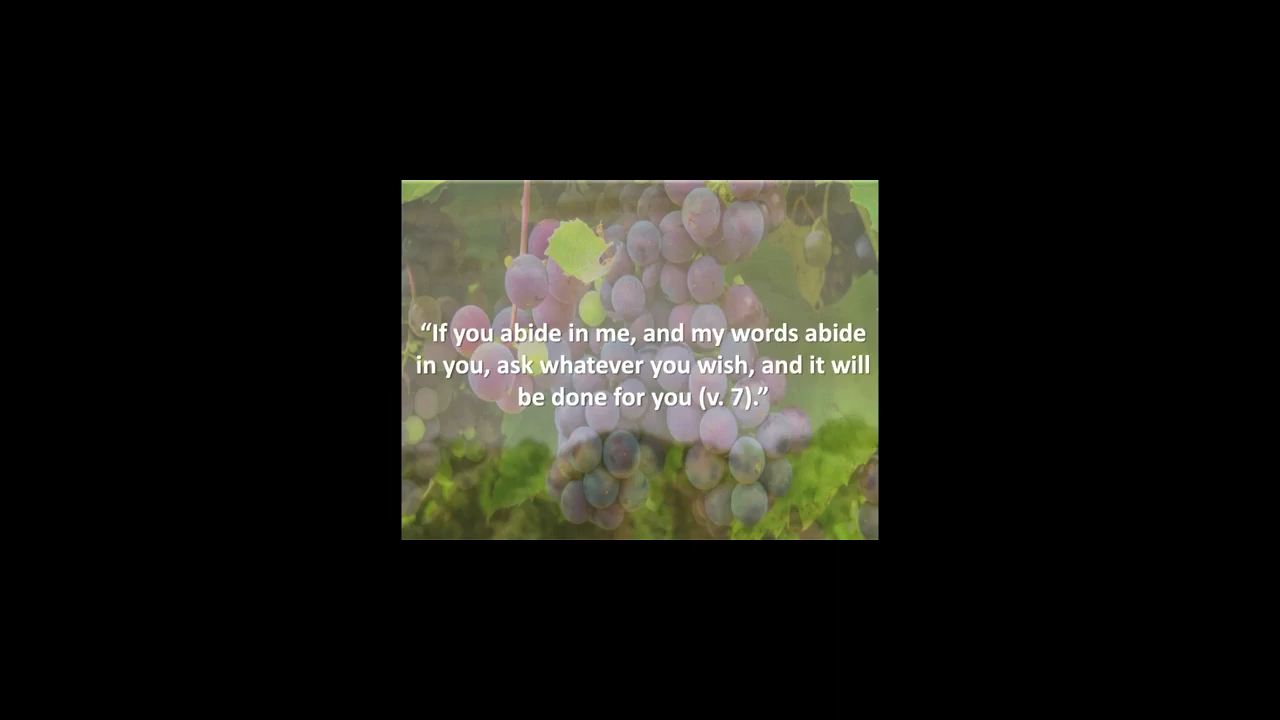 “If you abide in me, and my words abide
in you, ask whatever you wish, and it will
be done for you (v. 7).”